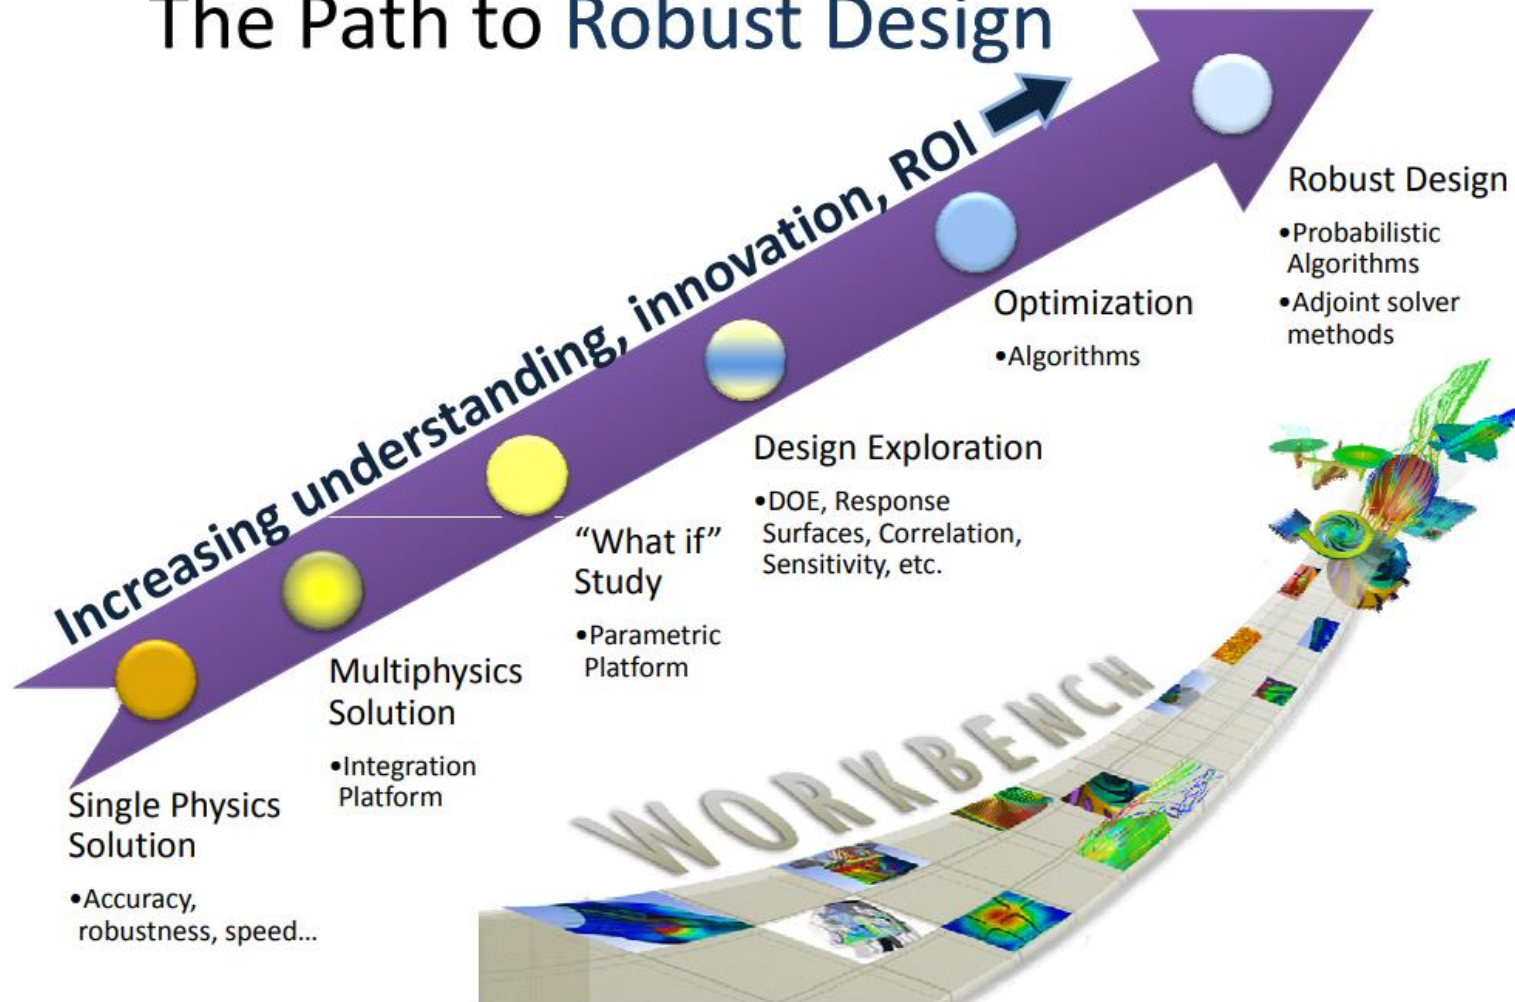 The Path to Robust Design
Increasing understanding, innovation, ROI
Single Physics
Solution
•Accuracy,
robustness, speed...
Multiphysics
Solution
•Integration
Platform
“What if”
Study
•Parametric
Platform
Design Exploration
•DOE, Response
Surfaces, Correlation,
Sensitivity, etc.
Optimization
•Algorithms
Robust Design
•Probabilistic
Algorithms
•Adjoint solver
methods
WORKBENCH